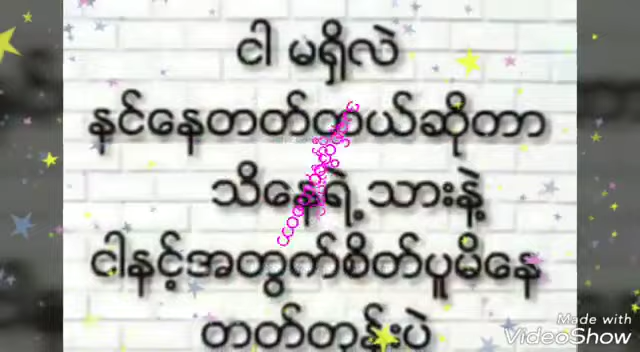 ငါ မရှိလဲ
နင်နေတတ်တယ်ဆိုတာ
သိနေရဲ့ သားနဲ့
ငါနင့်အတွက်စိတ်ပူမိနေ
တတ်တုန်းပဲ
Made with
VideoShow